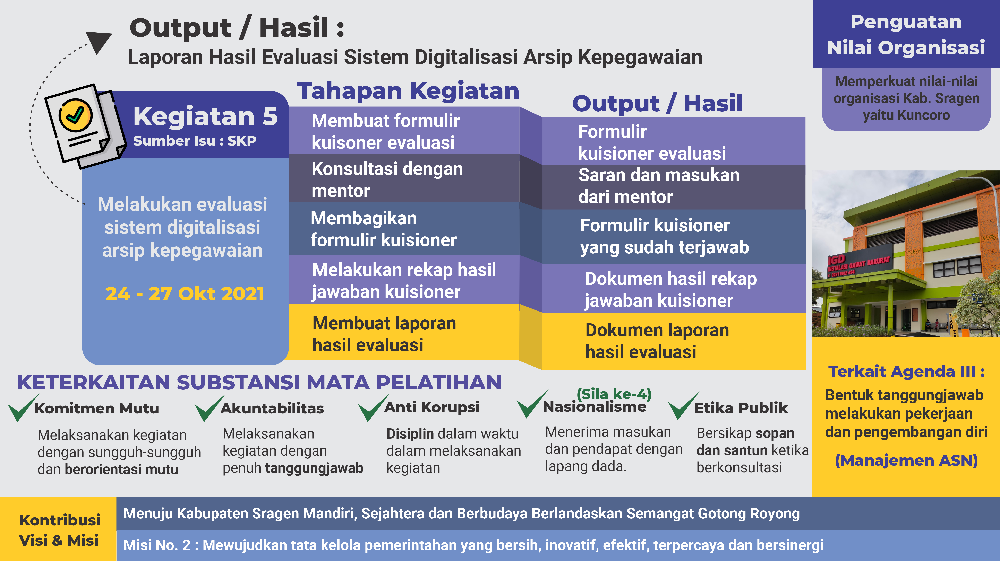 Output / Hasil :
Laporan Hasil Evaluasi Sistem Digitalisasi Arsip Kepegawaian
Penguatan
Nilai Organisasi
Memperkuat nilai-nilai
organisasi Kab. Sragen
yaitu Kuncoro
Kegiatan 5
Sumber Isu : SKP
Melakukan evaluasi
sistem digitalisasi
arsip kepegawaian
24 - 27 Okt 2021
Tahapan Kegiatan
Membuat formulir
kuisoner evaluasi
Konsultasi dengan
mentor
Membagikan
formulir kuisioner
Melakukan rekap hasil
jawaban kuisioner
Membuat laporan
hasil evaluasi
Output / Hasil
Formulir
kuisioner evaluasi
Saran dan masukan
dari mentor
Formulir kuisioner
yang sudah terjawab
Dokumen hasil rekap
jawaban kuisioner
Dokumen laporan
hasil evaluasi
IGD
INSTALASI GAWAT DARURAT
0271 6812 494
TEKAN
TO
Terkait Agenda III :
Bentuk tanggungjawab
melakukan pekerjaan
dan pengembangan diri
(Manajemen ASN)
KETERKAITAN SUBSTANSI MATA PELATIHAN
Komitmen Mutu
Melaksanakan kegiatan
dengan sungguh-sungguh
dan berorientasi mutu
Akuntabilitas
Melaksanakan
kegiatan dengan
penuh tanggungjawab
Anti Korupsi
Disiplin dalam waktu
dalam melaksanakan
kegiatan
(Sila ke-4)
Nasionalisme
Menerima masukan
dan pendapat dengan
lapang dada.
Etika Publik
Bersikap sopan
dan santun ketika
berkonsultasi
Kontribusi
Visi & Misi
Menuju Kabupaten Sragen Mandiri, Sejahtera dan Berbudaya Berlandaskan Semangat Gotong Royong
Misi No. 2 : Mewujudkan tata kelola pemerintahan yang bersih, inovatif, efektif, terpercaya dan bersinergi